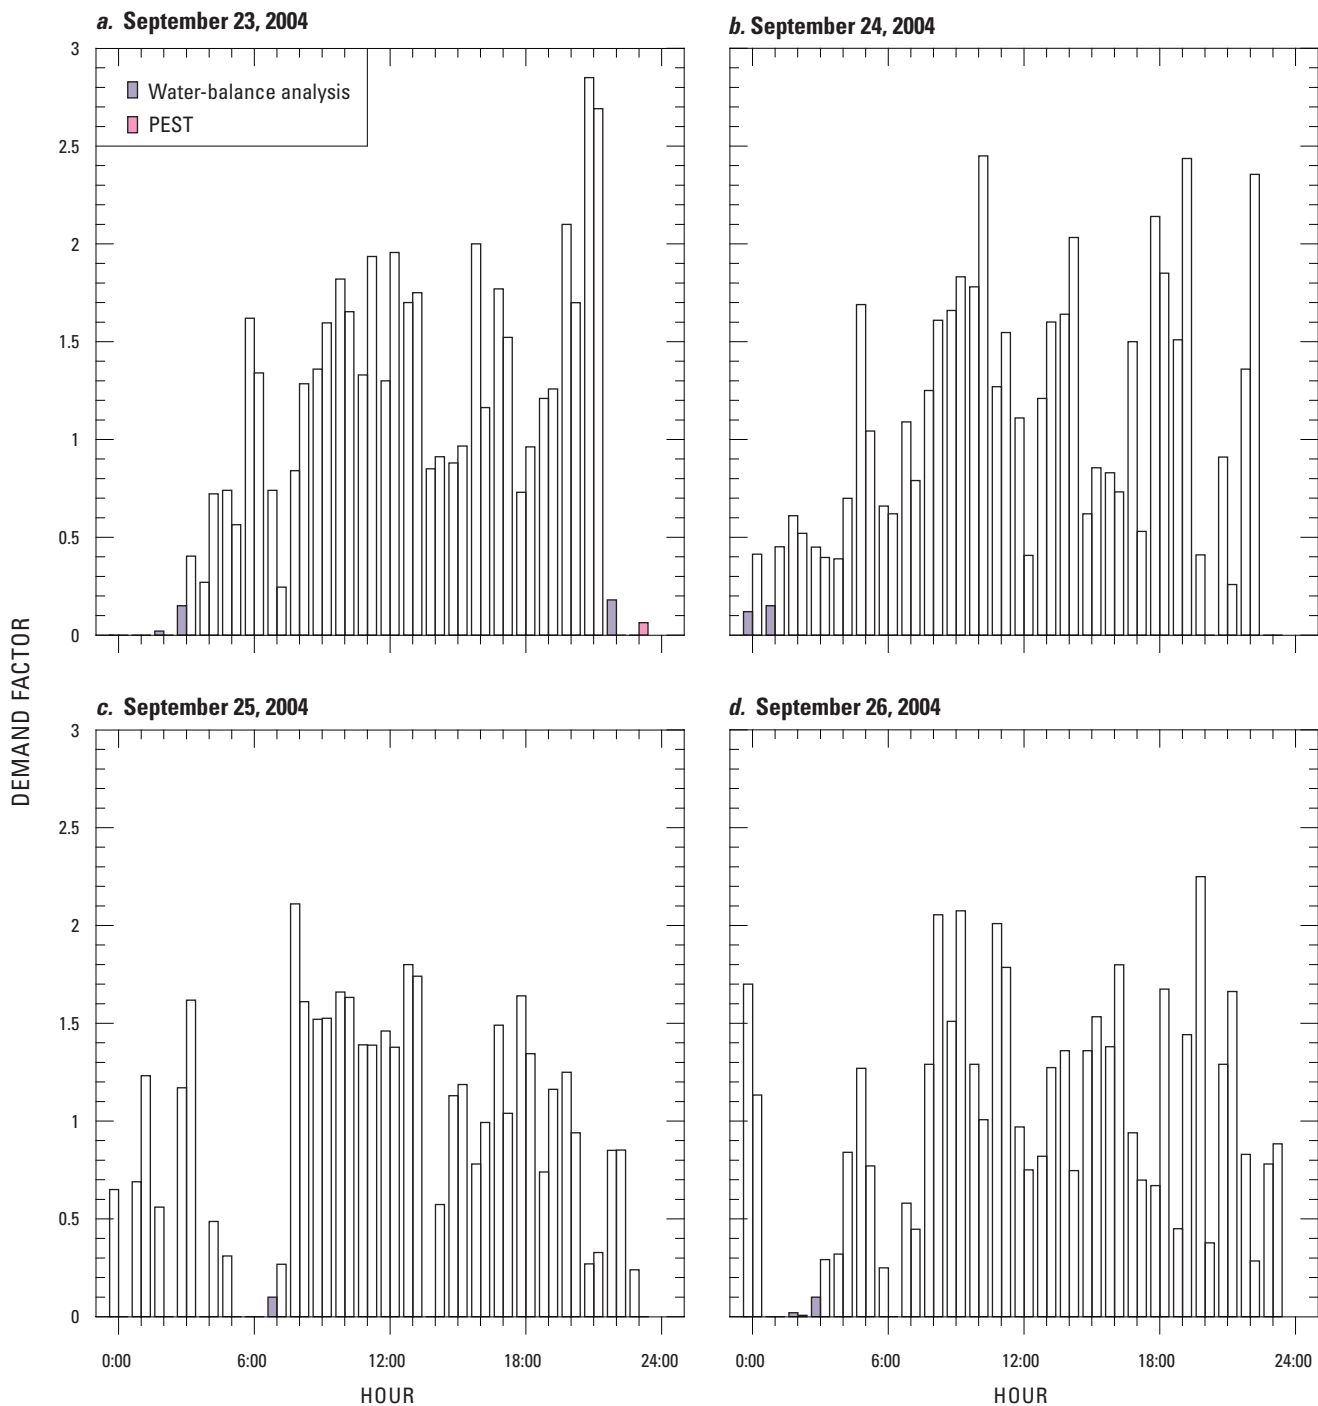 a. September 23, 2004
b. September 24, 2004
3
Water-balance analysis
PEST
2.5
2
1.5
1
0.5
0
DEMAND FACTOR
c. September 25, 2004
d. September 26, 2004
3
2.5
2
1.5
1
0.5
0
0:00 6:00 12:00 18:00 24:00
0:00 6:00 12:00 18:00 24:00
HOUR
HOUR